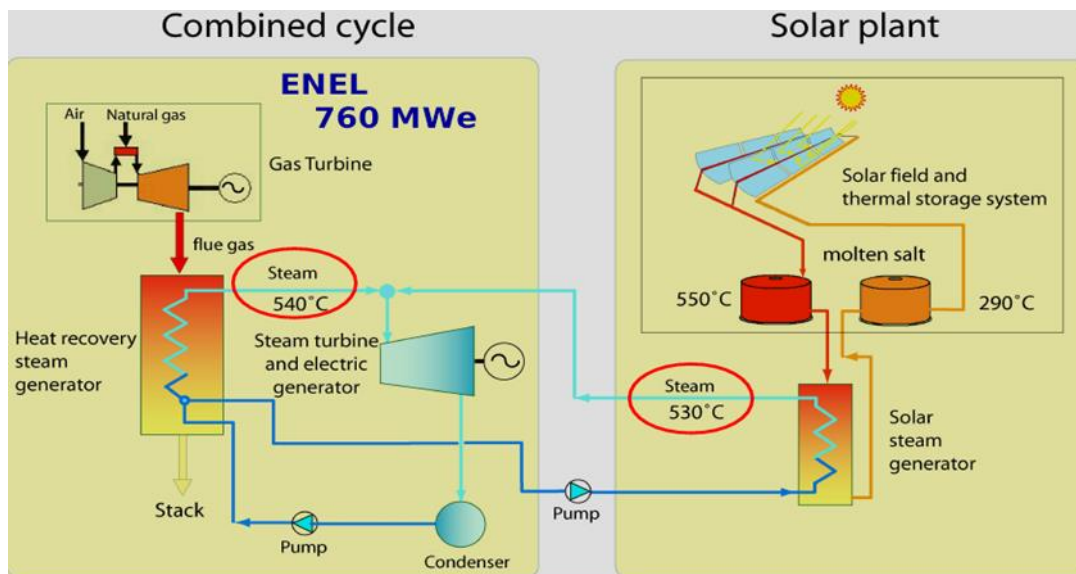 Combined cycle
Solar plant
ENEL
760 MWe
Air
Natural gas
Gas Turbine
flue gas
Steam
540°C
Heat recovery
steam
generator
Steam turbine
and electric
generator
Stack
Pump
Condenser
Pump
Solar field and
thermal storage system
molten salt
550°C
290°C
Steam
530°C
Solar
steam
generator